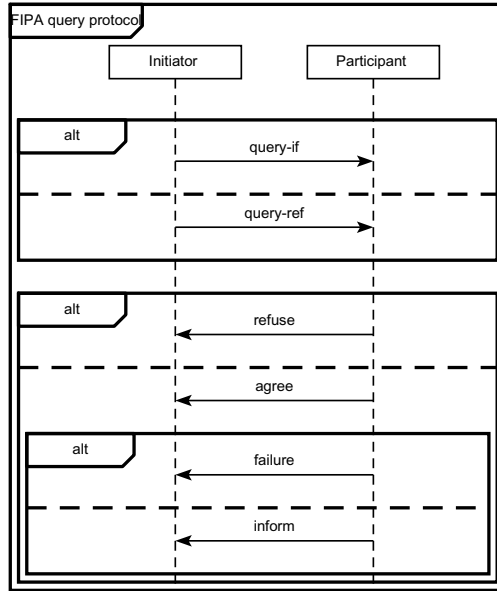 FIPA query protocol
Initiator
Participant
alt
query-if
query-ref
alt
refuse
agree
alt
failure
inform